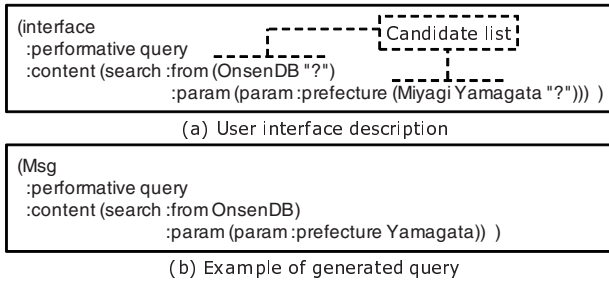 (interface
:performative query
Candidate list
:content (search :from (OnsenDB "?")
:param (param :prefecture (Miyagi Yamagata "?"))) )
(a) User interface description
(Msg
:performative query
:content (search :from OnsenDB)
:param (param :prefecture Yamagata)) )
(b) Example of generated query